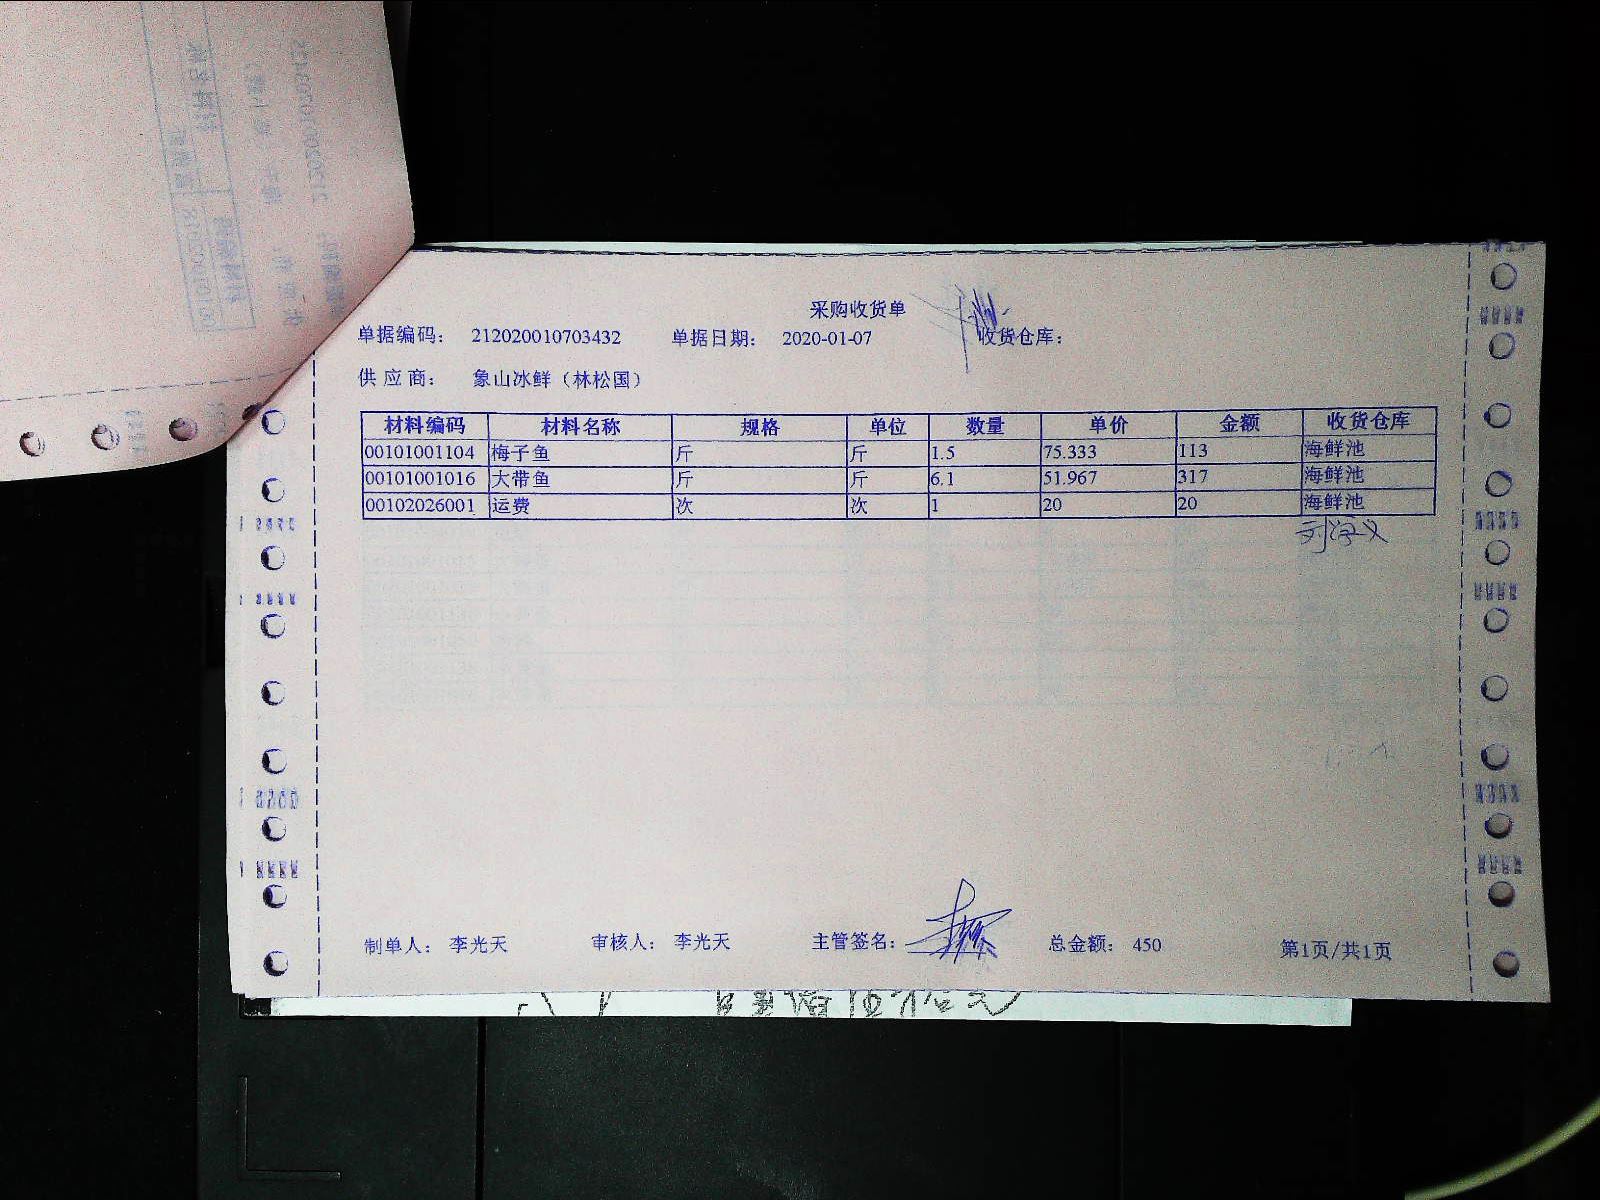 采购收货单
单据编码： 212020010703432 单据日期： 2020-01-07 收货仓库：
供 应 商： 象山冰鲜（林松国）
材料编码 材料名称 规格 单位 数量 单价 金额 收货仓库
00101001104 梅子鱼 斤 斤 1.5 75.333 113 海鲜池
00101001016 大带鱼 斤 斤 6.1 51.967 317 海鲜池
00102026001 运费 次 次 1 20 20 海鲜池
制单人： 李光天 审核人： 李光天 主管签名： 总金额： 450 第1页/共1页